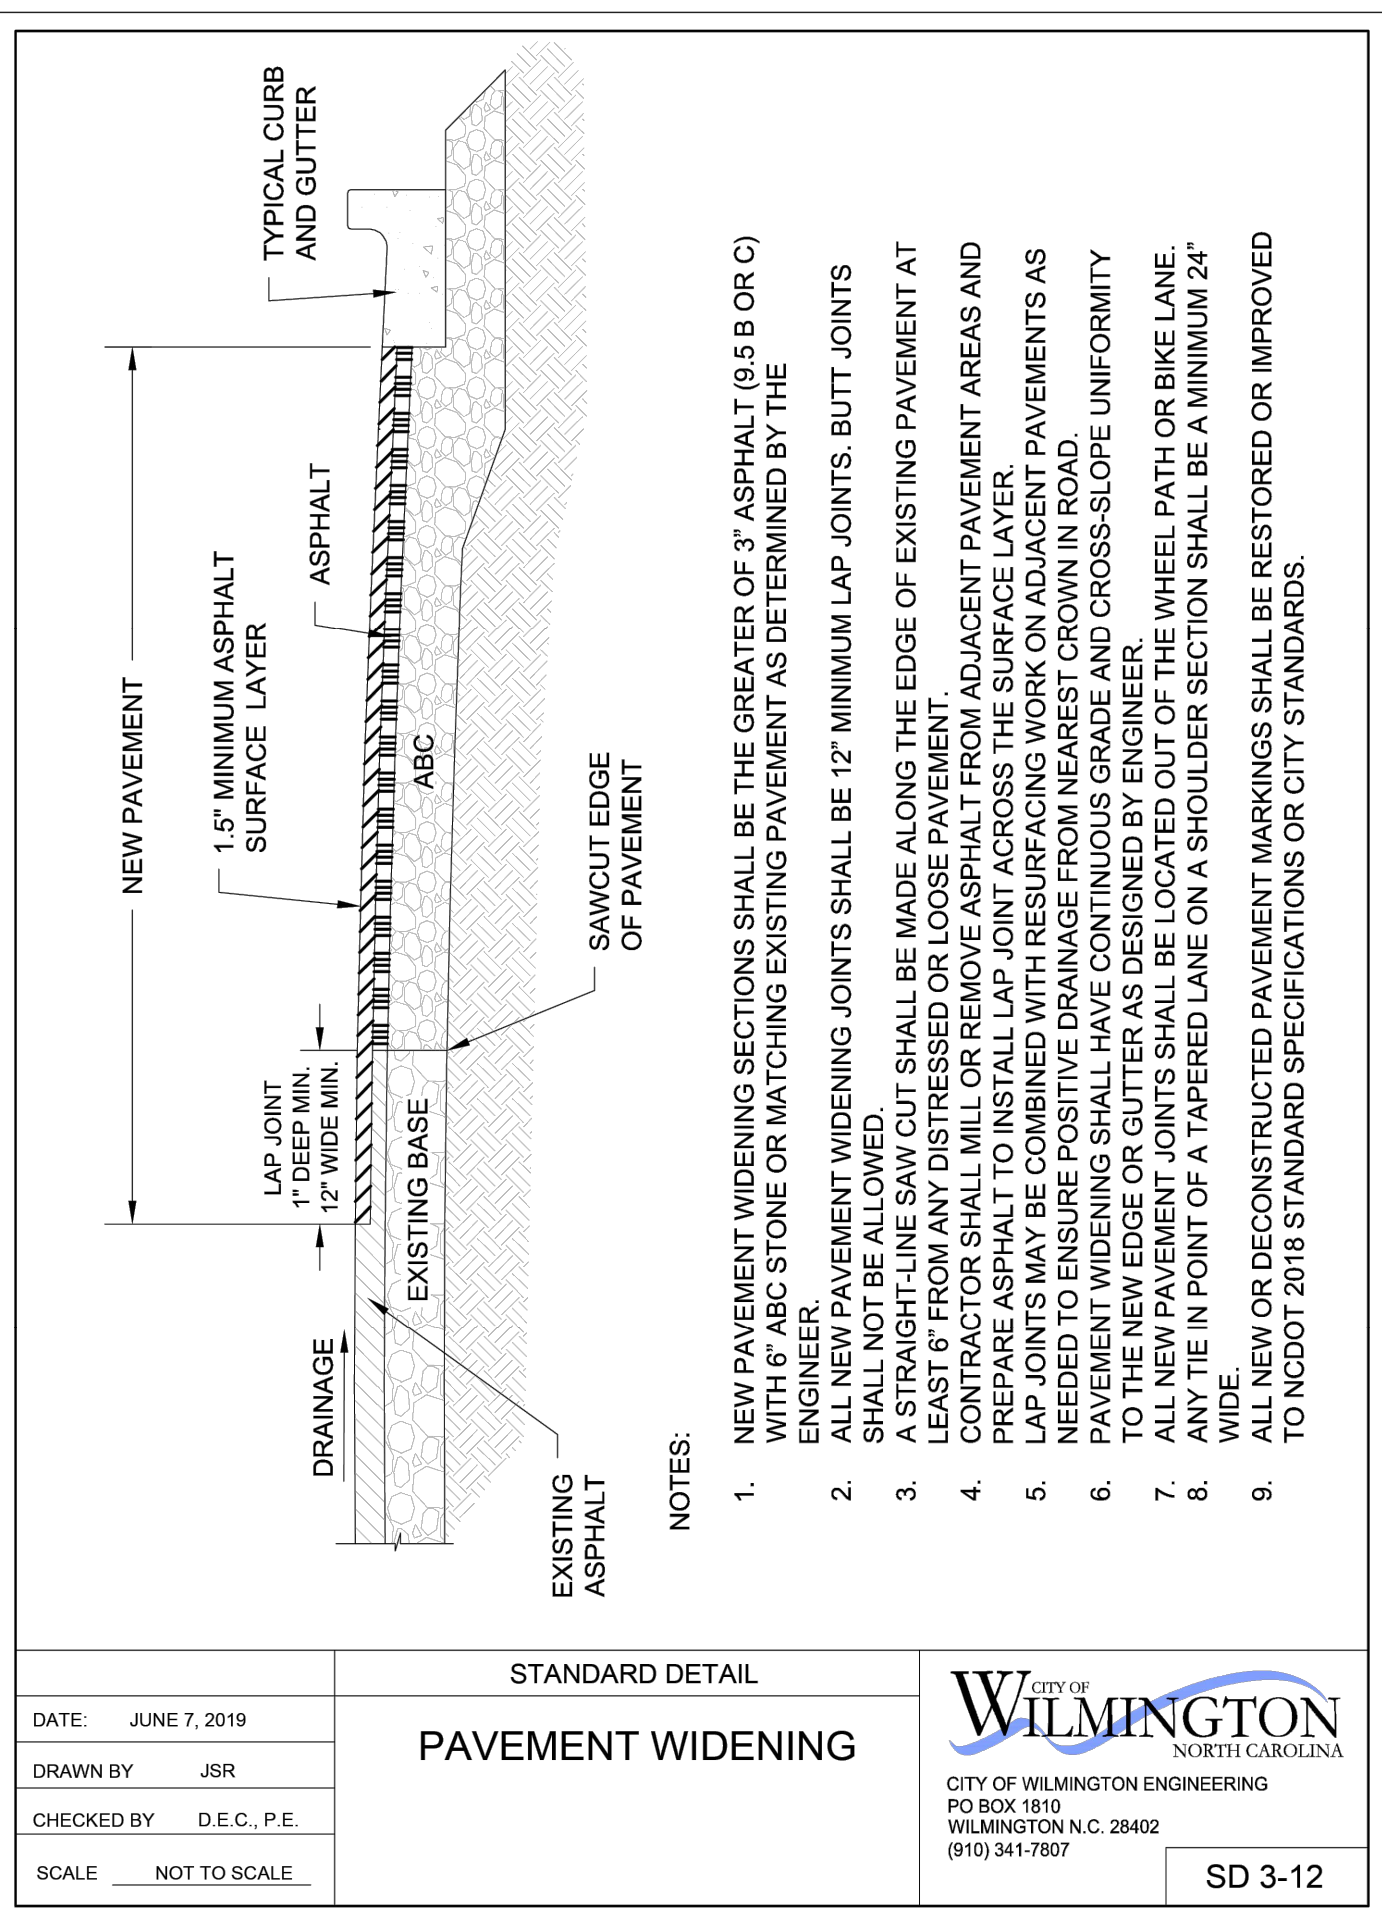 NEW PAVEMENT
1.5" MINIMUM ASPHALT
SURFACE LAYER
ASPHALT
TYPICAL CURB
AND GUTTER
LAP JOINT
1" DEEP MIN.
12" WIDE MIN.
DRAINAGE
EXISTING BASE
ABC
SAWCUT EDGE
OF PAVEMENT
EXISTING
ASPHALT
NOTES:
1. NEW PAVEMENT WIDENING SECTIONS SHALL BE THE GREATER OF 3” ASPHALT (9.5 B OR C)
WITH 6” ABC STONE OR MATCHING EXISTING PAVEMENT AS DETERMINED BY THE
ENGINEER.
2. ALL NEW PAVEMENT WIDENING JOINTS SHALL BE 12” MINIMUM LAP JOINTS. BUTT JOINTS
SHALL NOT BE ALLOWED.
3. A STRAIGHT-LINE SAW CUT SHALL BE MADE ALONG THE EDGE OF EXISTING PAVEMENT AT
LEAST 6” FROM ANY DISTRESSED OR LOOSE PAVEMENT.
4. CONTRACTOR SHALL MILL OR REMOVE ASPHALT FROM ADJACENT PAVEMENT AREAS AND
PREPARE ASPHALT TO INSTALL LAP JOINT ACROSS THE SURFACE LAYER.
5. LAP JOINTS MAY BE COMBINED WITH RESURFACING WORK ON ADJACENT PAVEMENTS AS
NEEDED TO ENSURE POSITIVE DRAINAGE FROM NEAREST CROWN IN ROAD.
6. PAVEMENT WIDENING SHALL HAVE CONTINUOUS GRADE AND CROSS-SLOPE UNIFORMITY
TO THE NEW EDGE OR GUTTER AS DESIGNED BY ENGINEER.
7. ALL NEW PAVEMENT JOINTS SHALL BE LOCATED OUT OF THE WHEEL PATH OR BIKE LANE.
8. ANY TIE IN POINT OF A TAPERED LANE ON A SHOULDER SECTION SHALL BE A MINIMUM 24”
WIDE.
9. ALL NEW OR DECONSTRUCTED PAVEMENT MARKINGS SHALL BE RESTORED OR IMPROVED
TO NCDOT 2018 STANDARD SPECIFICATIONS OR CITY STANDARDS.
DATE: JUNE 7, 2019
DRAWN BY JSR
CHECKED BY D.E.C., P.E.
SCALE NOT TO SCALE
STANDARD DETAIL
PAVEMENT WIDENING
CITY OF
WILMINGTON
NORTH CAROLINA
CITY OF WILMINGTON ENGINEERING
PO BOX 1810
WILMINGTON N.C. 28402
(910) 341-7807
SD 3-12